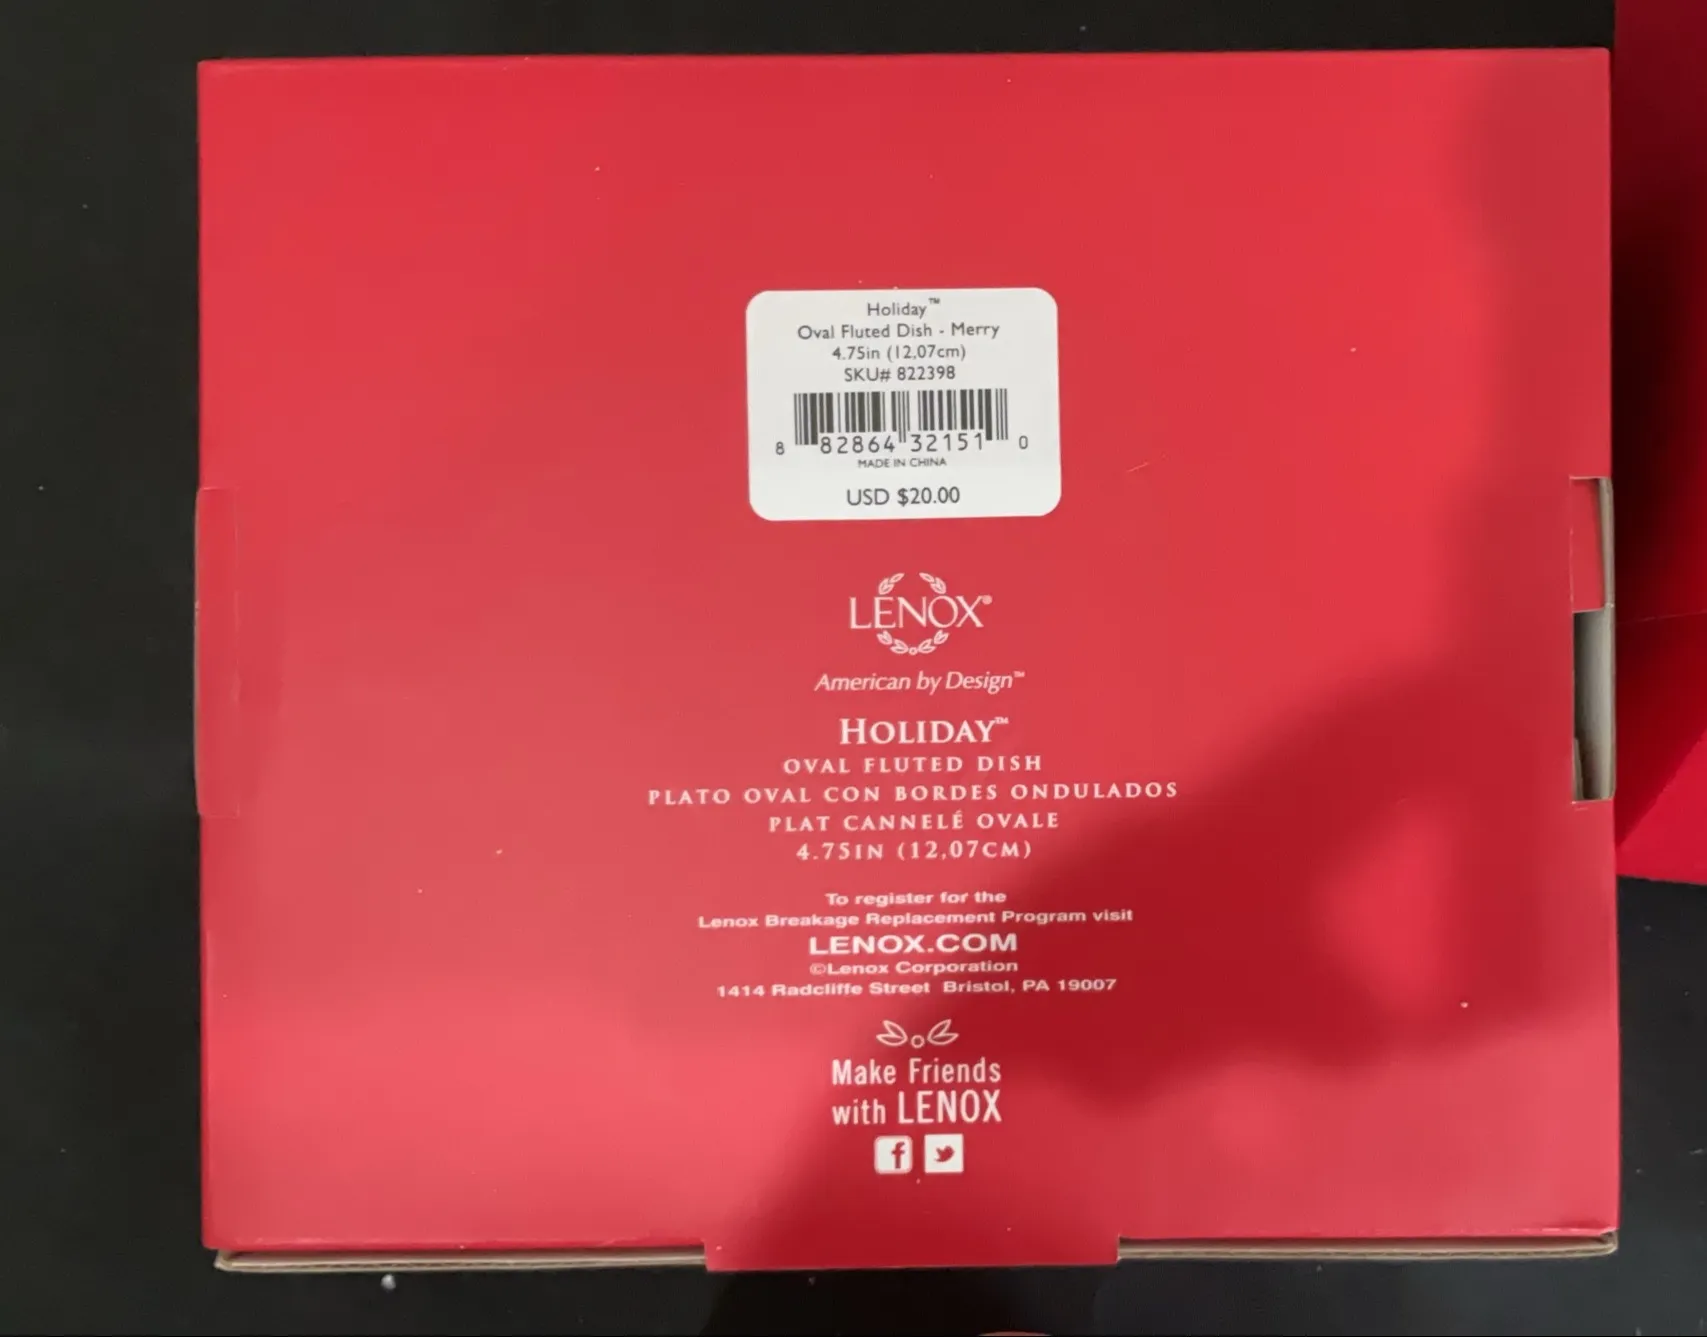 Holiday™
Oval Fluted Dish - Merry
4.75in (12,07cm)
SKU# 822398
8 82864 32151 0
MADE IN CHINA
USD $20.00
LENOX®
American by Design™
HOLIDAY™
OVAL FLUTED DISH
PLATO OVAL CON BORDES ONDULADOS
PLAT CANNELÉ OVALE
4.75IN (12,07CM)
To register for the
Lenox Breakage Replacement Program visit
LENOX.COM
©Lenox Corporation
1414 Radcliffe Street Bristol, PA 19007
Make Friends
with LENOX
f